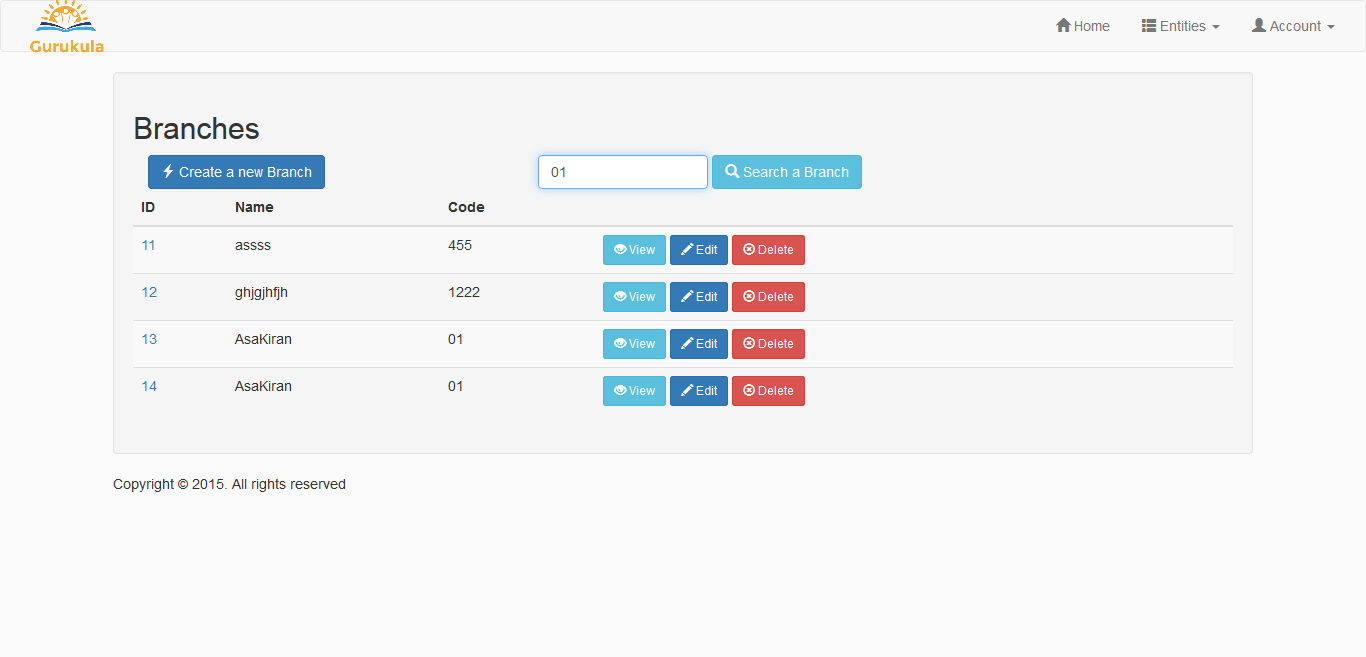 Gurukula
Home Entities Account
Branches
Create a new Branch 01 Search a Branch
ID Name Code
11 assss 455 View Edit Delete
12 ghjgjhfjh 1222 View Edit Delete
13 AsaKiran 01 View Edit Delete
14 AsaKiran 01 View Edit Delete
Copyright © 2015. All rights reserved